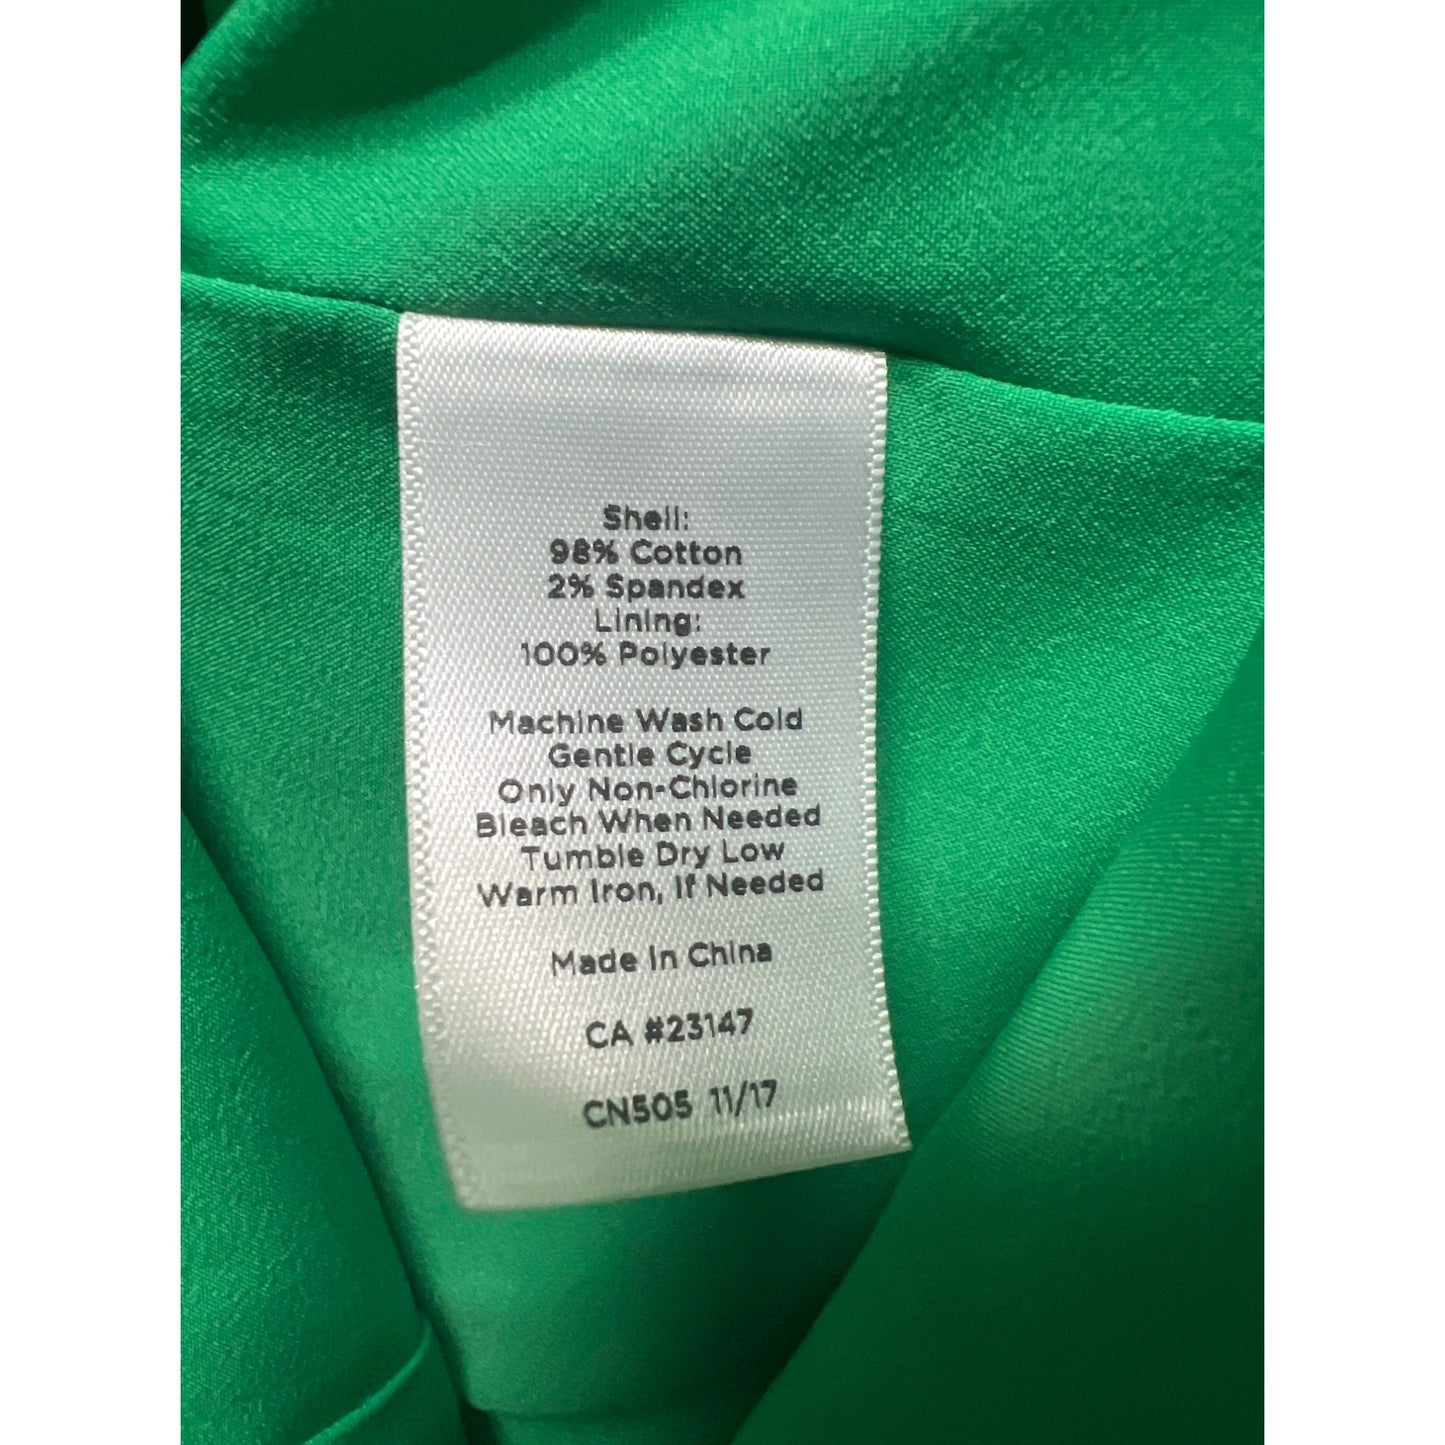 Shell:
98% Cotton
2% Spandex
Lining:
100% Polyester
Machine Wash Cold
Gentle Cycle
Only Non-Chlorine
Bleach When Needed
Tumble Dry Low
Warm Iron, If Needed
Made In China
CA #23147
CN505 11/17